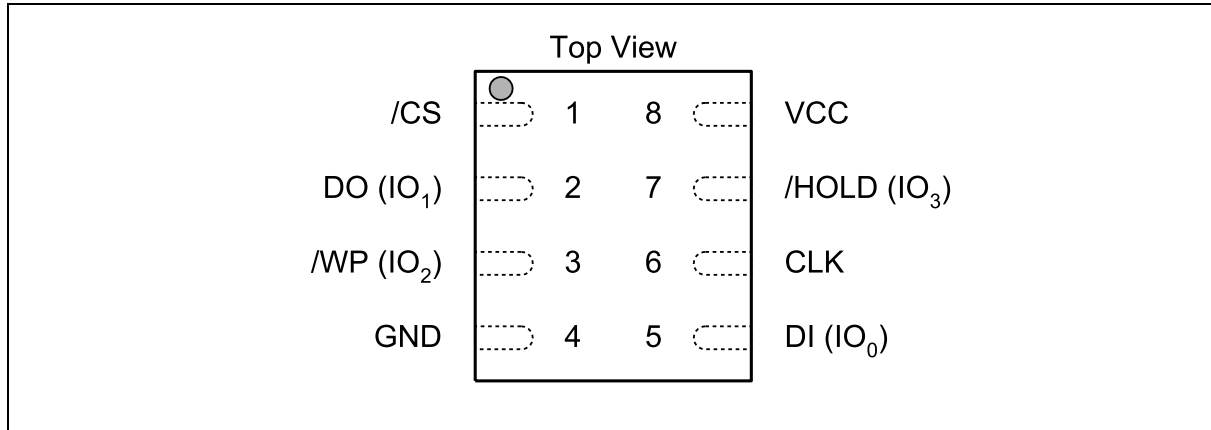 Top View
/CS 1 8 VCC
DO (IO₁) 2 7 /HOLD (IO₃)
/WP (IO₂) 3 6 CLK
GND 4 5 DI (IO₀)